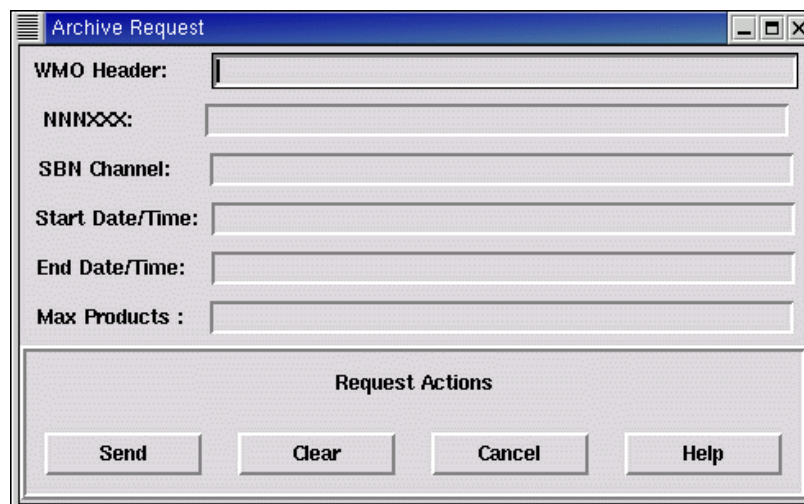 Archive Request
WMO Header:
NNNXXX:
SBN Channel:
Start Date/Time:
End Date/Time:
Max Products :
Request Actions
Send Clear Cancel Help